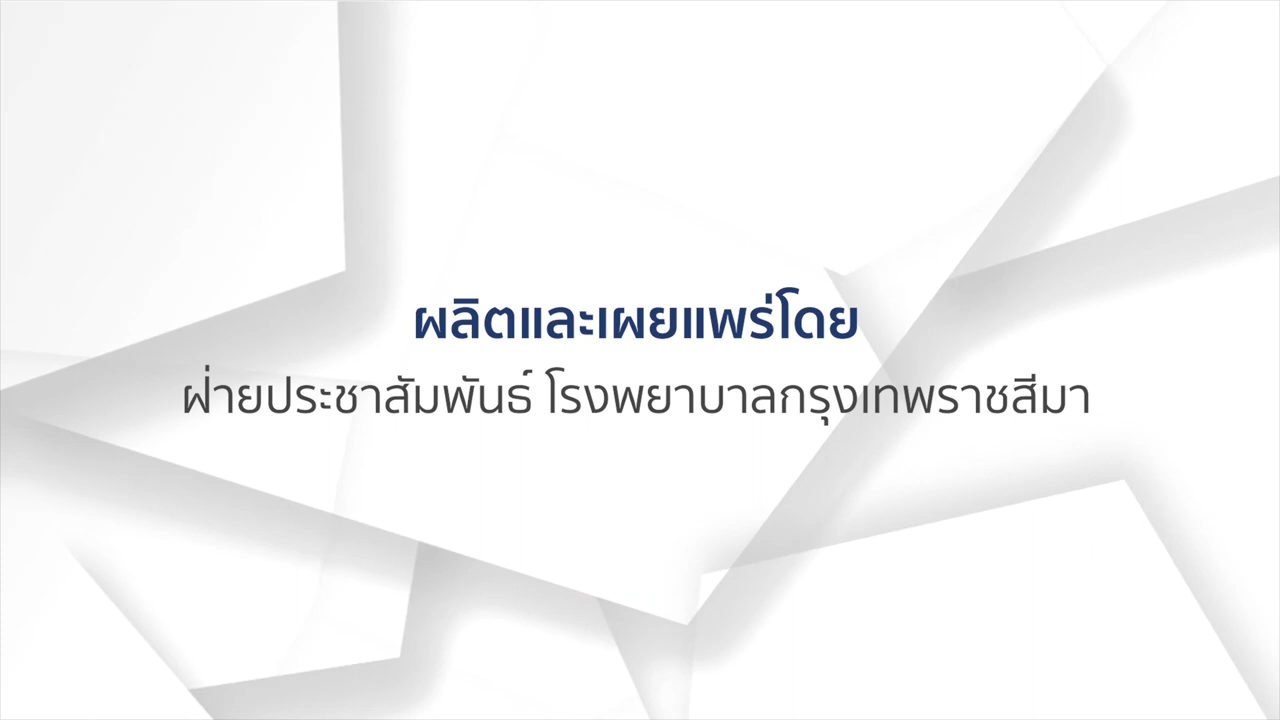 ผลิตและเผยแพร่โดย
ฝ่ายประชาสัมพันธ์ โรงพยาบาลกรุงเทพราชสีมา